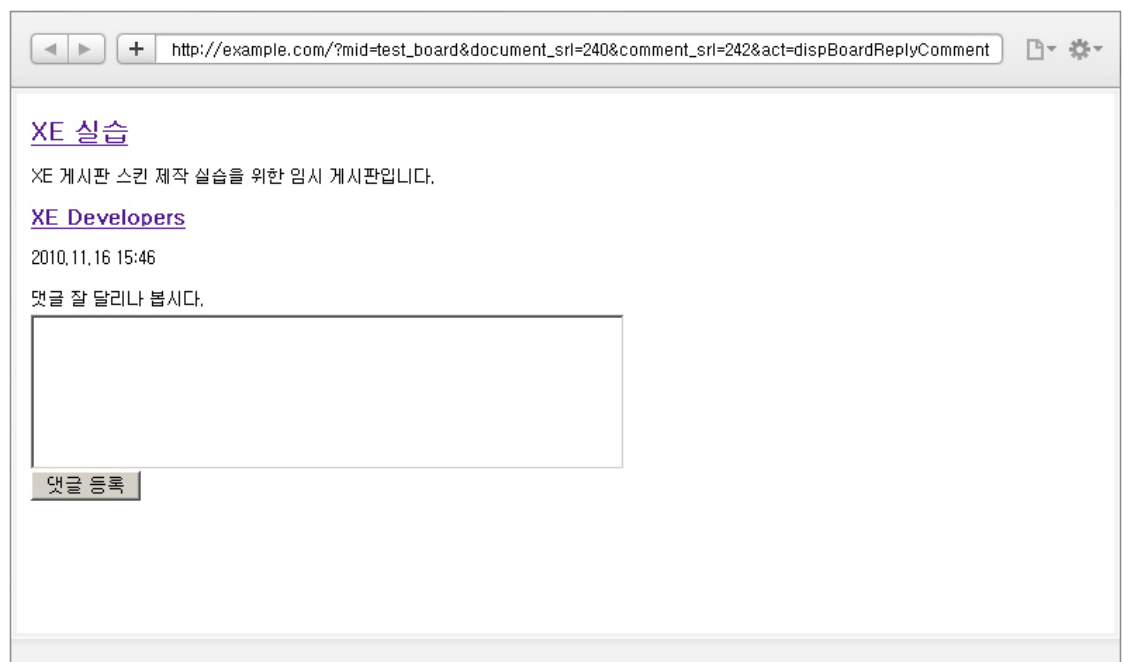 http://example.com/?mid=test_board&document_srl=240&comment_srl=242&act=dispBoardReplyComment
XE 실습
XE 게시판 스킨 제작 실습을 위한 임시 게시판입니다.
XE Developers
2010.11.16 15:46
댓글 잘 달리나 봅시다.
댓글 등록